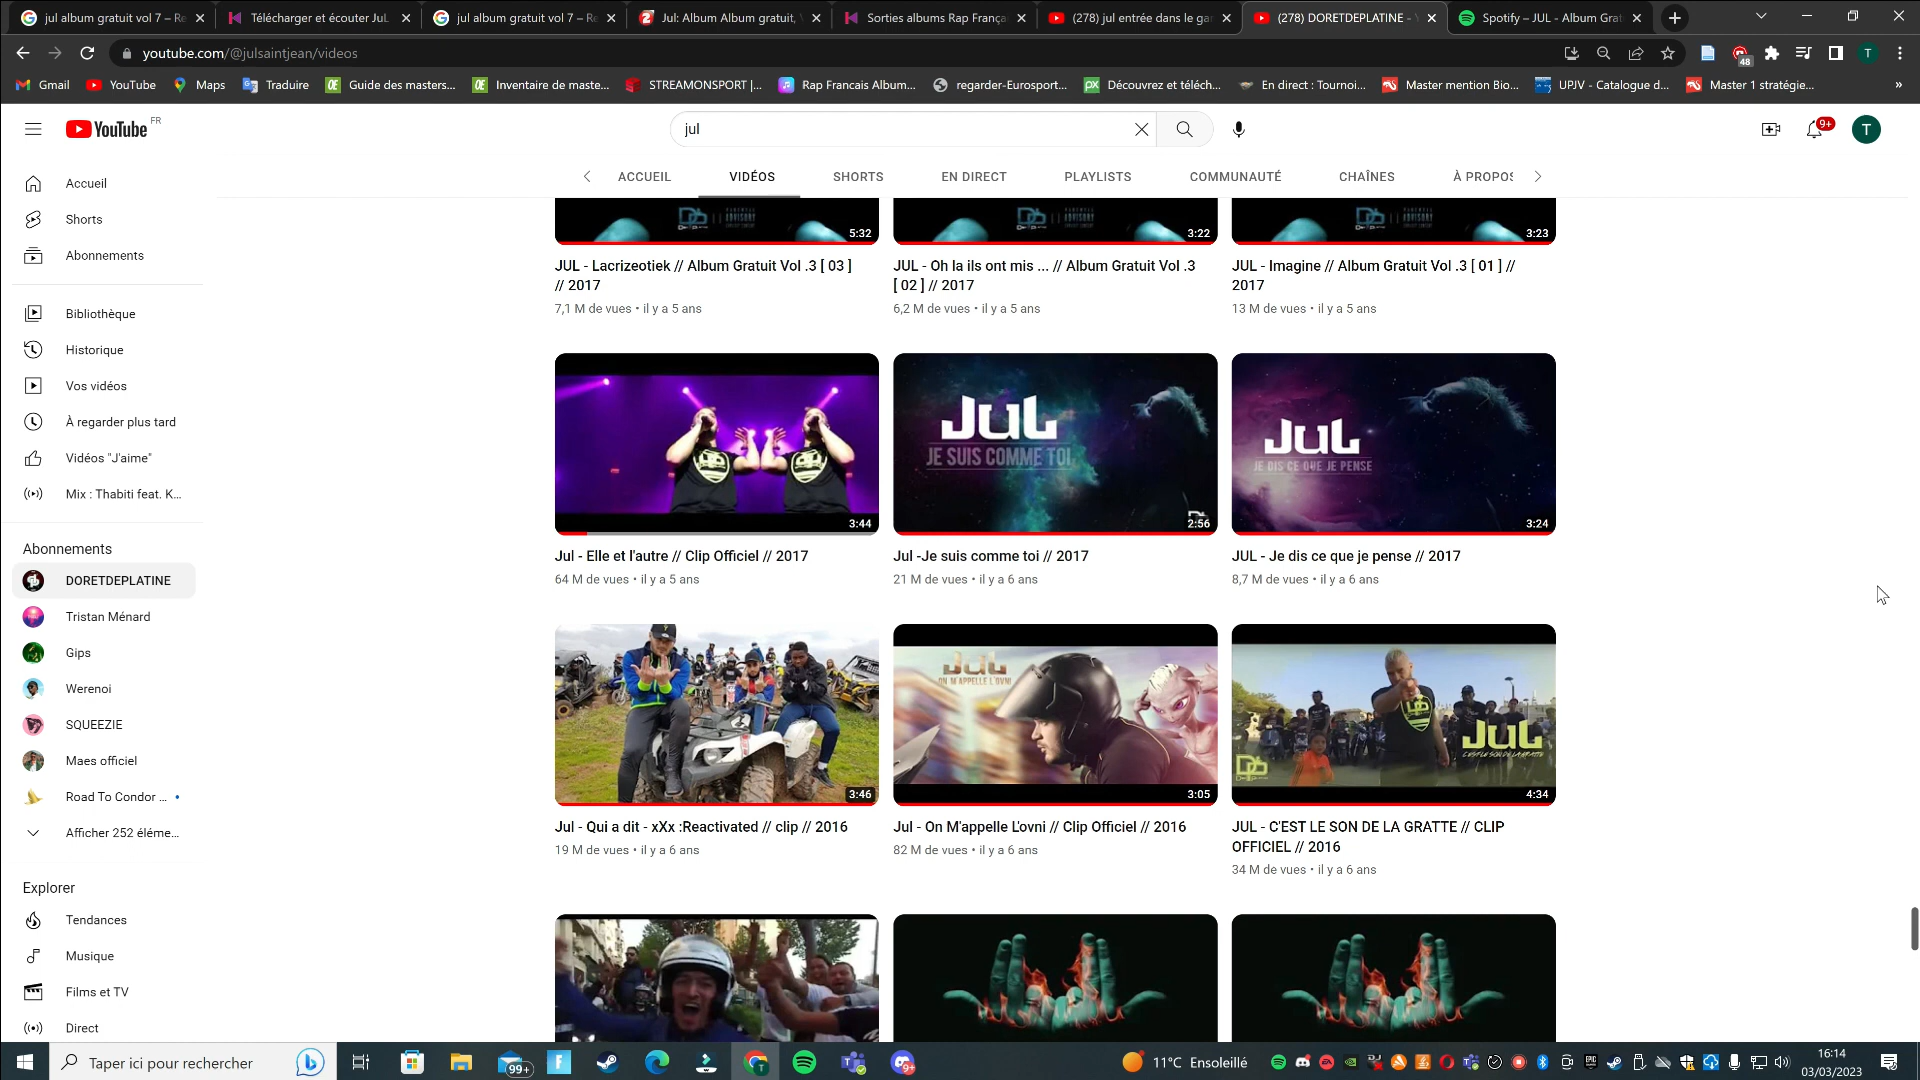 jul album gratuit vol 7 – Re
Télécharger et écouter JuL
jul album gratuit vol 7 – Re
Jul: Album Album gratuit,
Sorties albums Rap França
(278) jul entrée dans le gar
(278) DORETDEPLATINE -
Spotify – JUL - Album Grat
youtube.com/@julsaintjean/videos
48
T
Gmail
YouTube
Maps
Traduire
Guide des masters...
Inventaire de maste...
STREAMONSPORT |...
Rap Francais Album...
regarder-Eurosport...
Découvrez et téléch...
En direct : Tournoi...
Master mention Bio...
UPJV - Catalogue d...
Master 1 stratégie...
»
YouTube FR
jul
9+
T
ACCUEIL
VIDÉOS
SHORTS
EN DIRECT
PLAYLISTS
COMMUNAUTÉ
CHAÎNES
À PROPOS
Accueil
Shorts
Abonnements
Bibliothèque
Historique
Vos vidéos
À regarder plus tard
Vidéos "J'aime"
Mix : Thabiti feat. K...
Abonnements
DORETDEPLATINE
Tristan Ménard
Gips
Werenoi
SQUEEZIE
Maes officiel
Road To Condor ...
Afficher 252 éléme...
Explorer
Tendances
Musique
Films et TV
Direct
5:32
3:22
3:23
JUL - Lacrizeotiek // Album Gratuit Vol .3 [ 03 ]
// 2017
7,1 M de vues • il y a 5 ans
JUL - Oh la ils ont mis ... // Album Gratuit Vol .3
[ 02 ] // 2017
6,2 M de vues • il y a 5 ans
JUL - Imagine // Album Gratuit Vol .3 [ 01 ] //
2017
13 M de vues • il y a 5 ans
3:44
JUL
JE SUIS COMME TOI
2:56
JUL
JE DIS CE QUE JE PENSE
3:24
Jul - Elle et l'autre // Clip Officiel // 2017
64 M de vues • il y a 5 ans
Jul -Je suis comme toi // 2017
21 M de vues • il y a 6 ans
JUL - Je dis ce que je pense // 2017
8,7 M de vues • il y a 6 ans
3:46
JUL
ON M'APPELLE L'OVNI
3:05
JUL
C'EST LE SON DE LA GRATTE
4:34
Jul - Qui a dit - xXx :Reactivated // clip // 2016
19 M de vues • il y a 6 ans
Jul - On M'appelle L'ovni // Clip Officiel // 2016
82 M de vues • il y a 6 ans
JUL - C'EST LE SON DE LA GRATTE // CLIP
OFFICIEL // 2016
34 M de vues • il y a 6 ans
Taper ici pour rechercher
99+
9+
11°C Ensoleillé
16:14
03/03/2023